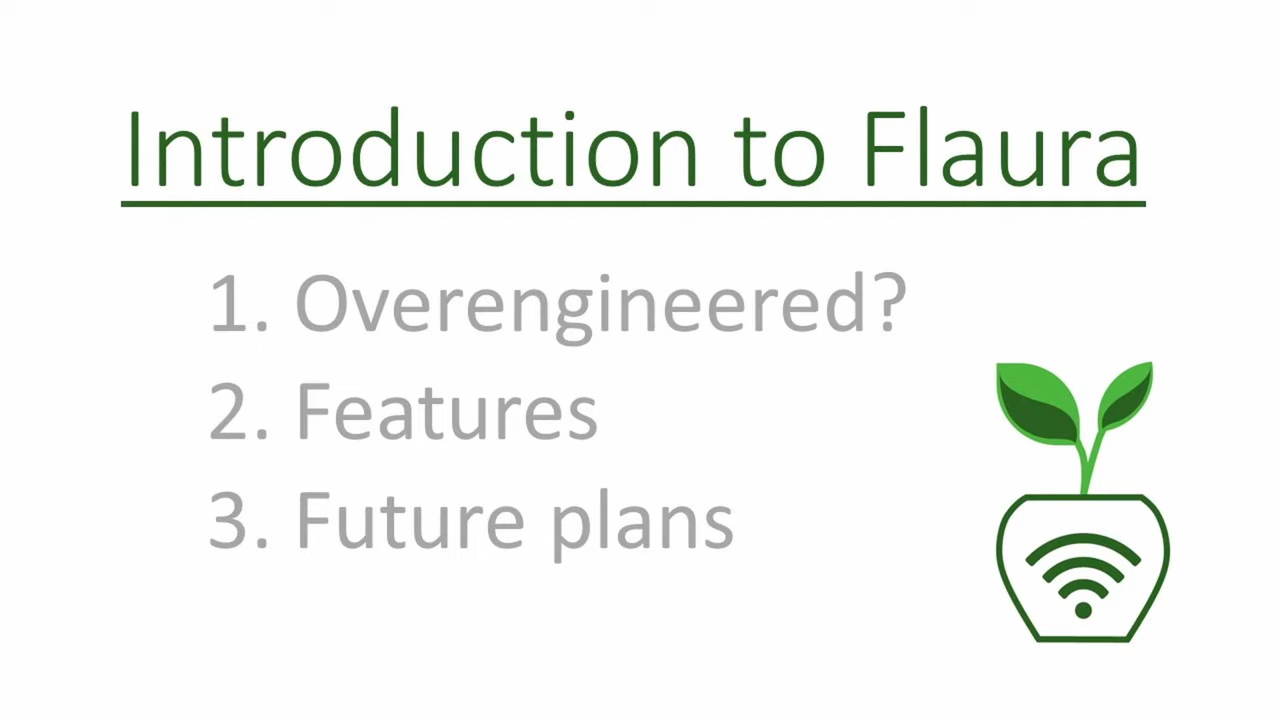 Introduction to Flaura
1. Overengineered?
2. Features
3. Future plans